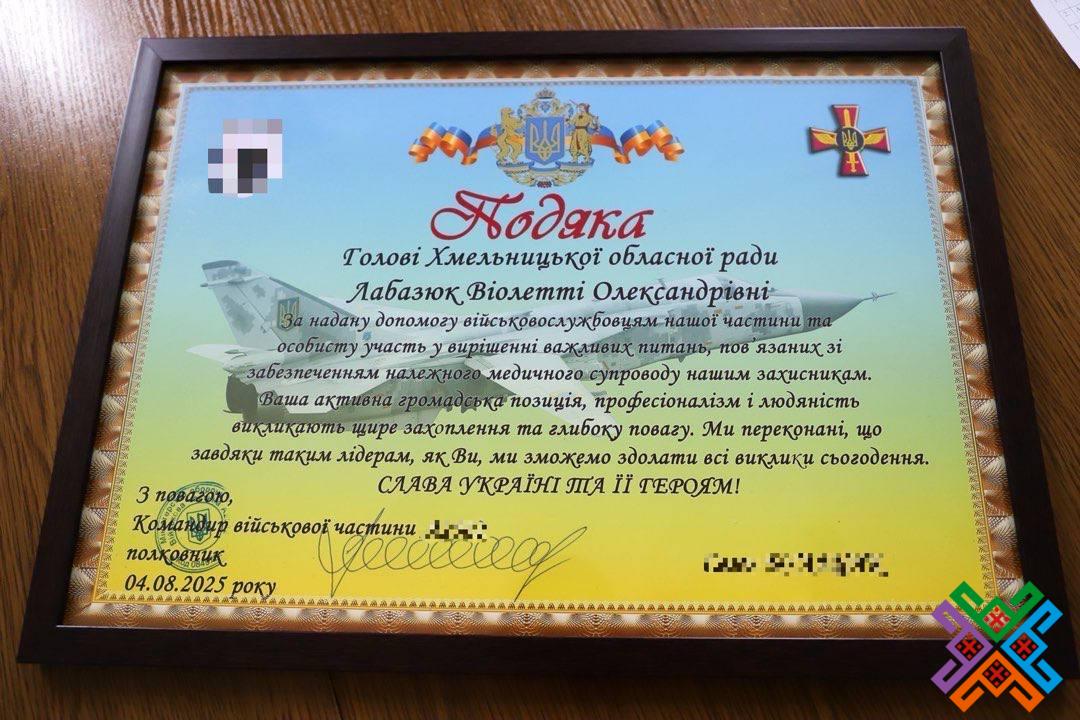 Подяка
Голові Хмельницької обласної ради
Лабазюк Віолетті Олександрівні
За надану допомогу військовослужбовцям нашої частини та
особисту участь у вирішенні важливих питань, пов'язаних зі
забезпеченням належного медичного супроводу нашим захисникам.
Ваша активна громадська позиція, професіоналізм і людяність
викликають щире захоплення та глибоку повагу. Ми переконані, що
завдяки таким лідерам, як Ви, ми зможемо здолати всі виклики сьогодення.
СЛАВА УКРАЇНІ ТА ЇЇ ГЕРОЯМ!
З повагою,
Командир військової частини
полковник
04.08.2025 року